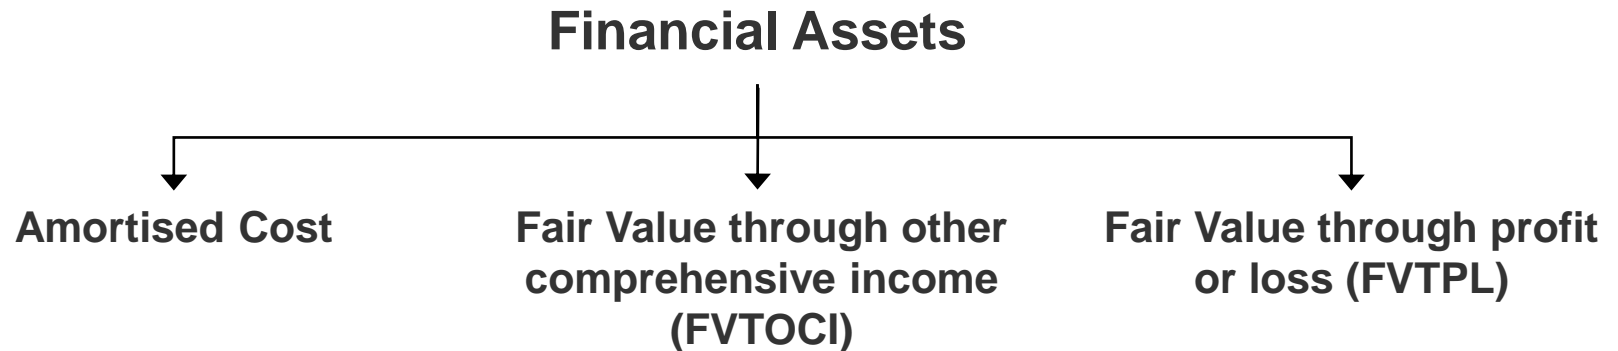 Financial Assets
Amortised Cost
Fair Value through other
comprehensive income
(FVTOCI)
Fair Value through profit
or loss (FVTPL)